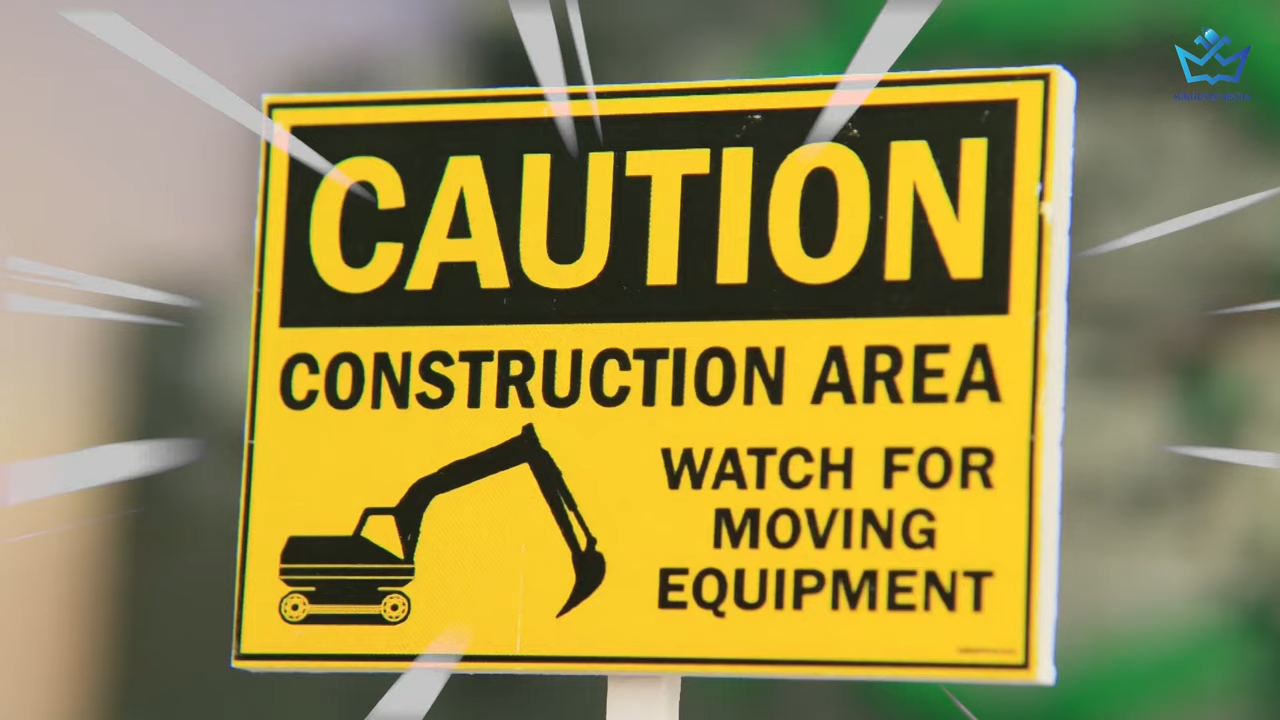 CAUTION
CONSTRUCTION AREA
WATCH FOR
MOVING
EQUIPMENT